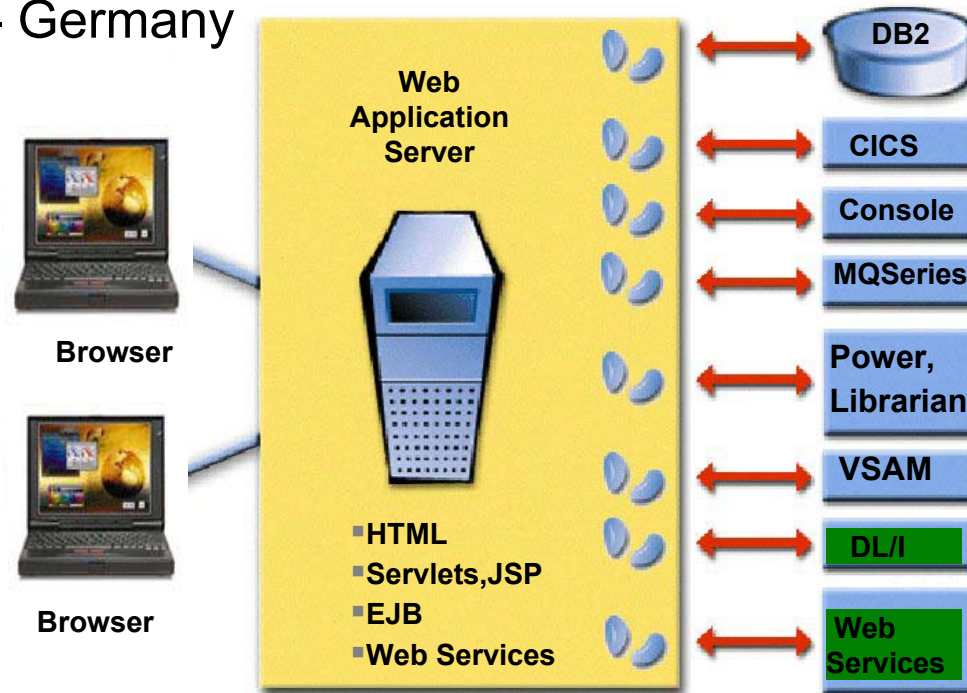 - Germany
Web
Application
Server
Browser
Browser
▪HTML
▪Servlets,JSP
▪EJB
▪Web Services
DB2
CICS
Console
MQSeries
Power,
Librarian
VSAM
DL/I
Web
Services